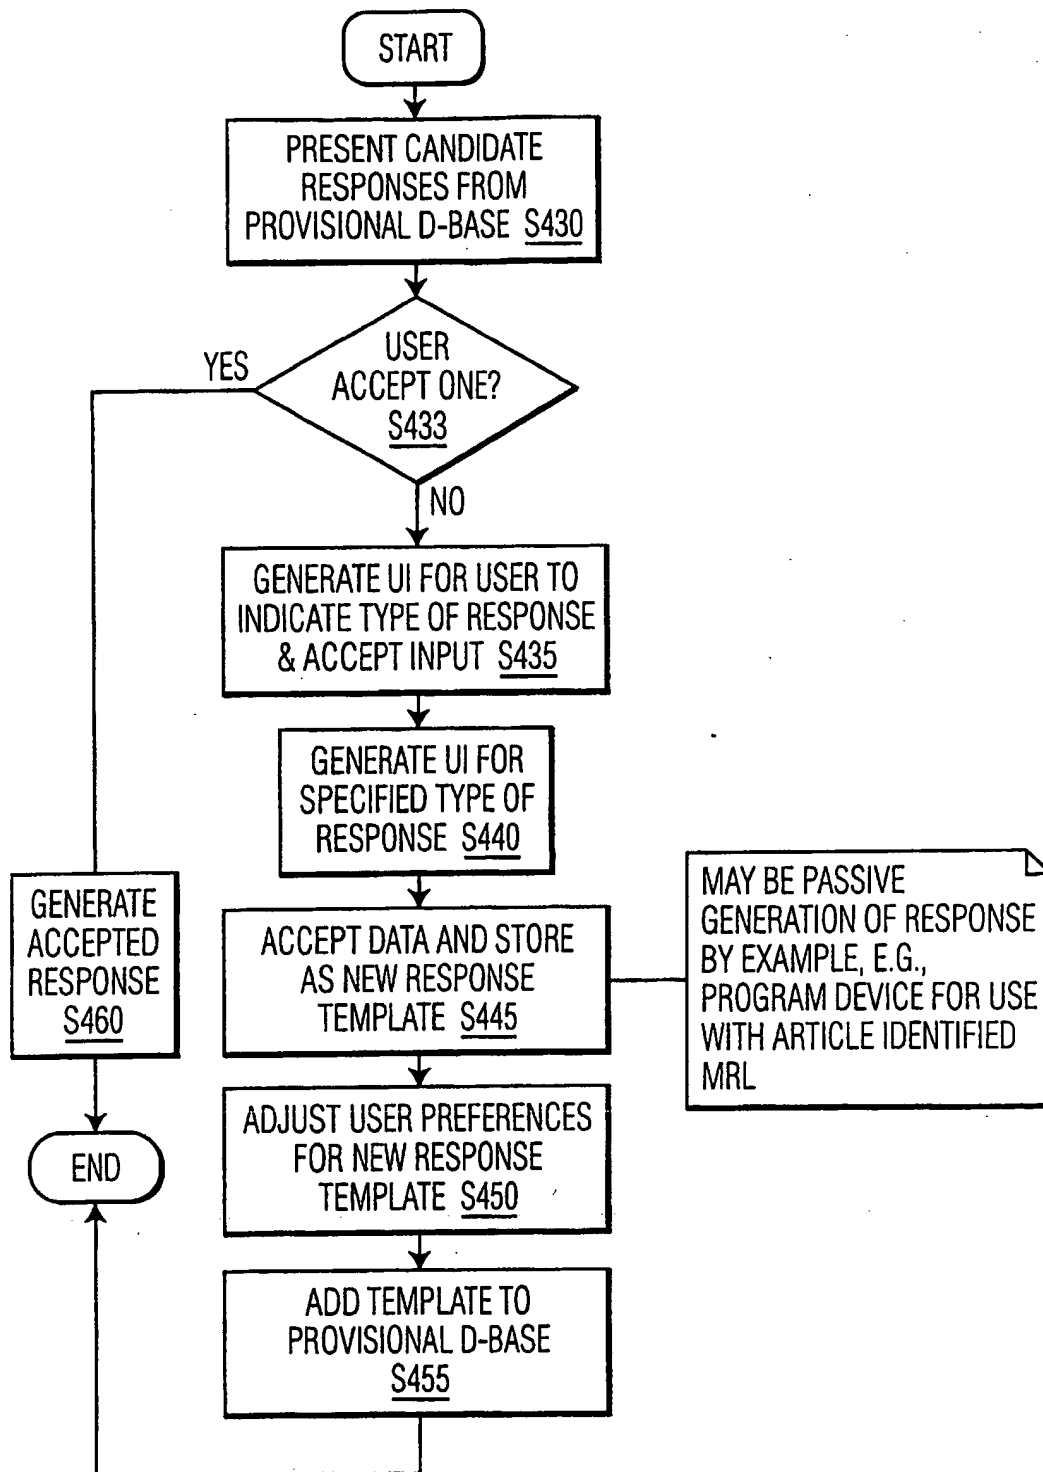 START
PRESENT CANDIDATE
RESPONSES FROM
PROVISIONAL D-BASE S430
USER
ACCEPT ONE?
S433
YES
NO
GENERATE UI FOR USER TO
INDICATE TYPE OF RESPONSE
& ACCEPT INPUT S435
GENERATE UI FOR
SPECIFIED TYPE OF
RESPONSE S440
GENERATE
ACCEPTED
RESPONSE
S460
ACCEPT DATA AND STORE
AS NEW RESPONSE
TEMPLATE S445
MAY BE PASSIVE
GENERATION OF RESPONSE
BY EXAMPLE, E.G.,
PROGRAM DEVICE FOR USE
WITH ARTICLE IDENTIFIED
MRL
END
ADJUST USER PREFERENCES
FOR NEW RESPONSE
TEMPLATE S450
ADD TEMPLATE TO
PROVISIONAL D-BASE
S455